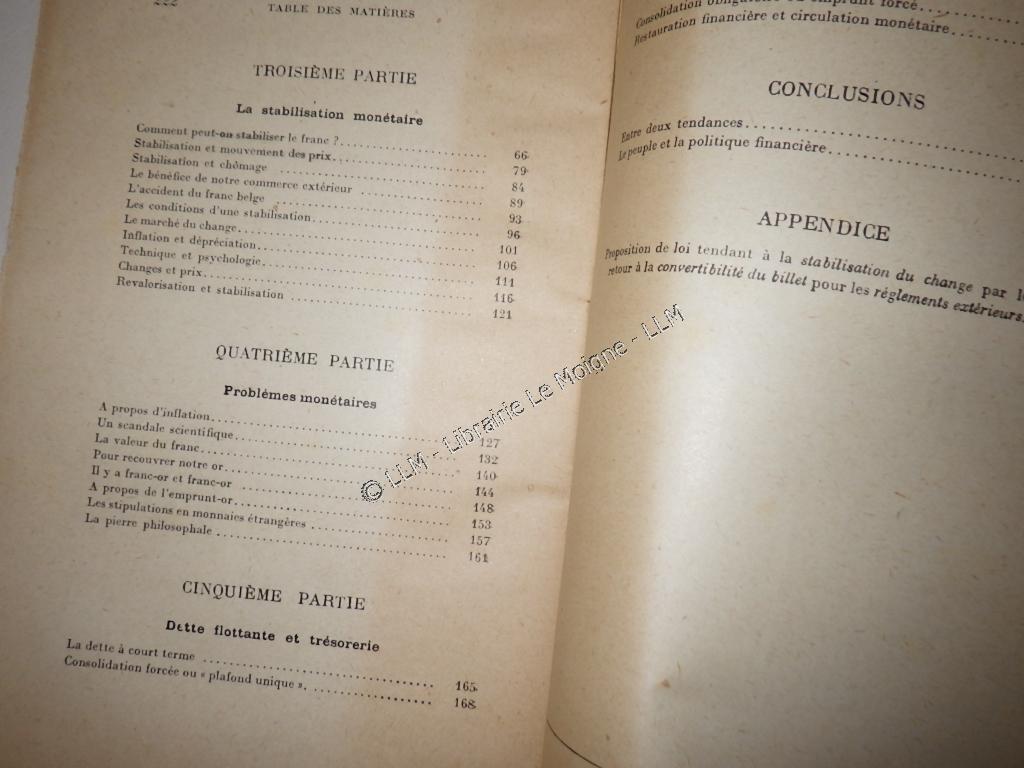 222
TABLE DES MATIÈRES
TROISIÈME PARTIE
La stabilisation monétaire
Comment peut-on stabiliser le franc ? 66
Stabilisation et mouvement des prix 79
Stabilisation et chômage 84
Le bénéfice de notre commerce extérieur 89
L'accident du franc belge 93
Les conditions d'une stabilisation 96
Le marché du change 101
Inflation et dépréciation 106
Technique et psychologie 111
Changes et prix 116
Revalorisation et stabilisation 121
QUATRIÈME PARTIE
Problèmes monétaires
A propos d'inflation 127
Un scandale scientifique 132
La valeur du franc 140
Pour recouvrer notre or 144
Il y a franc-or et franc-or 148
A propos de l'emprunt-or 153
Les stipulations en monnaies étrangères 157
La pierre philosophale 161
CINQUIÈME PARTIE
Dette flottante et trésorerie
La dette à court terme 165
Consolidation forcée ou « plafond unique » 168
Consolidation obligatoire ou emprunt forcé
Restauration financière et circulation monétaire
CONCLUSIONS
Entre deux tendances
Le peuple et la politique financière
APPENDICE
Proposition de loi tendant à la stabilisation du change par le
retour à la convertibilité du billet pour les règlements extérieurs.
© LLM - Librairie Le Moigne - LLM